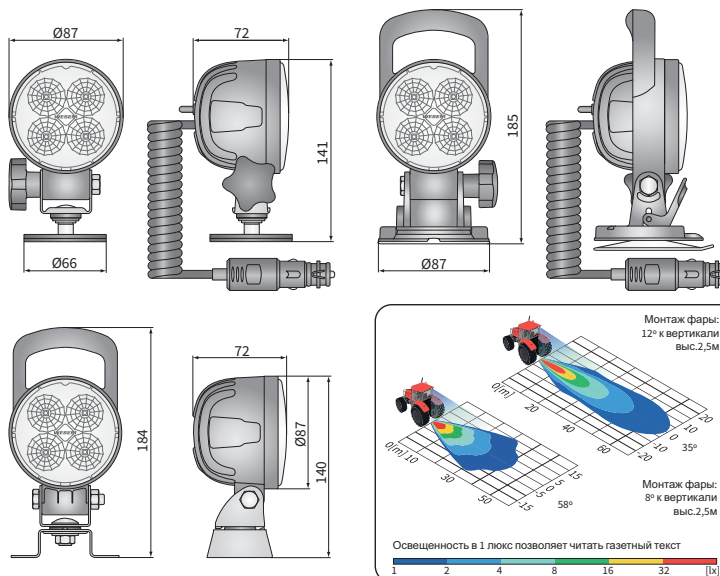 Ø87
72
141
Ø66
WESEM
185
WESEM
Ø87
72
184
WESEM
Ø87
140
Монтаж фары:
12º к вертикали
выс.2,5м
0[m]
20
40
60
-20
-10
0
10
20
35º
0[m]
10
30
50
-15
-5
0
5
15
58º
Монтаж фары:
8º к вертикали
выс.2,5м
Освещенность в 1 люкс позволяет читать газетный текст
1 2 4 8 16 32 [lx]